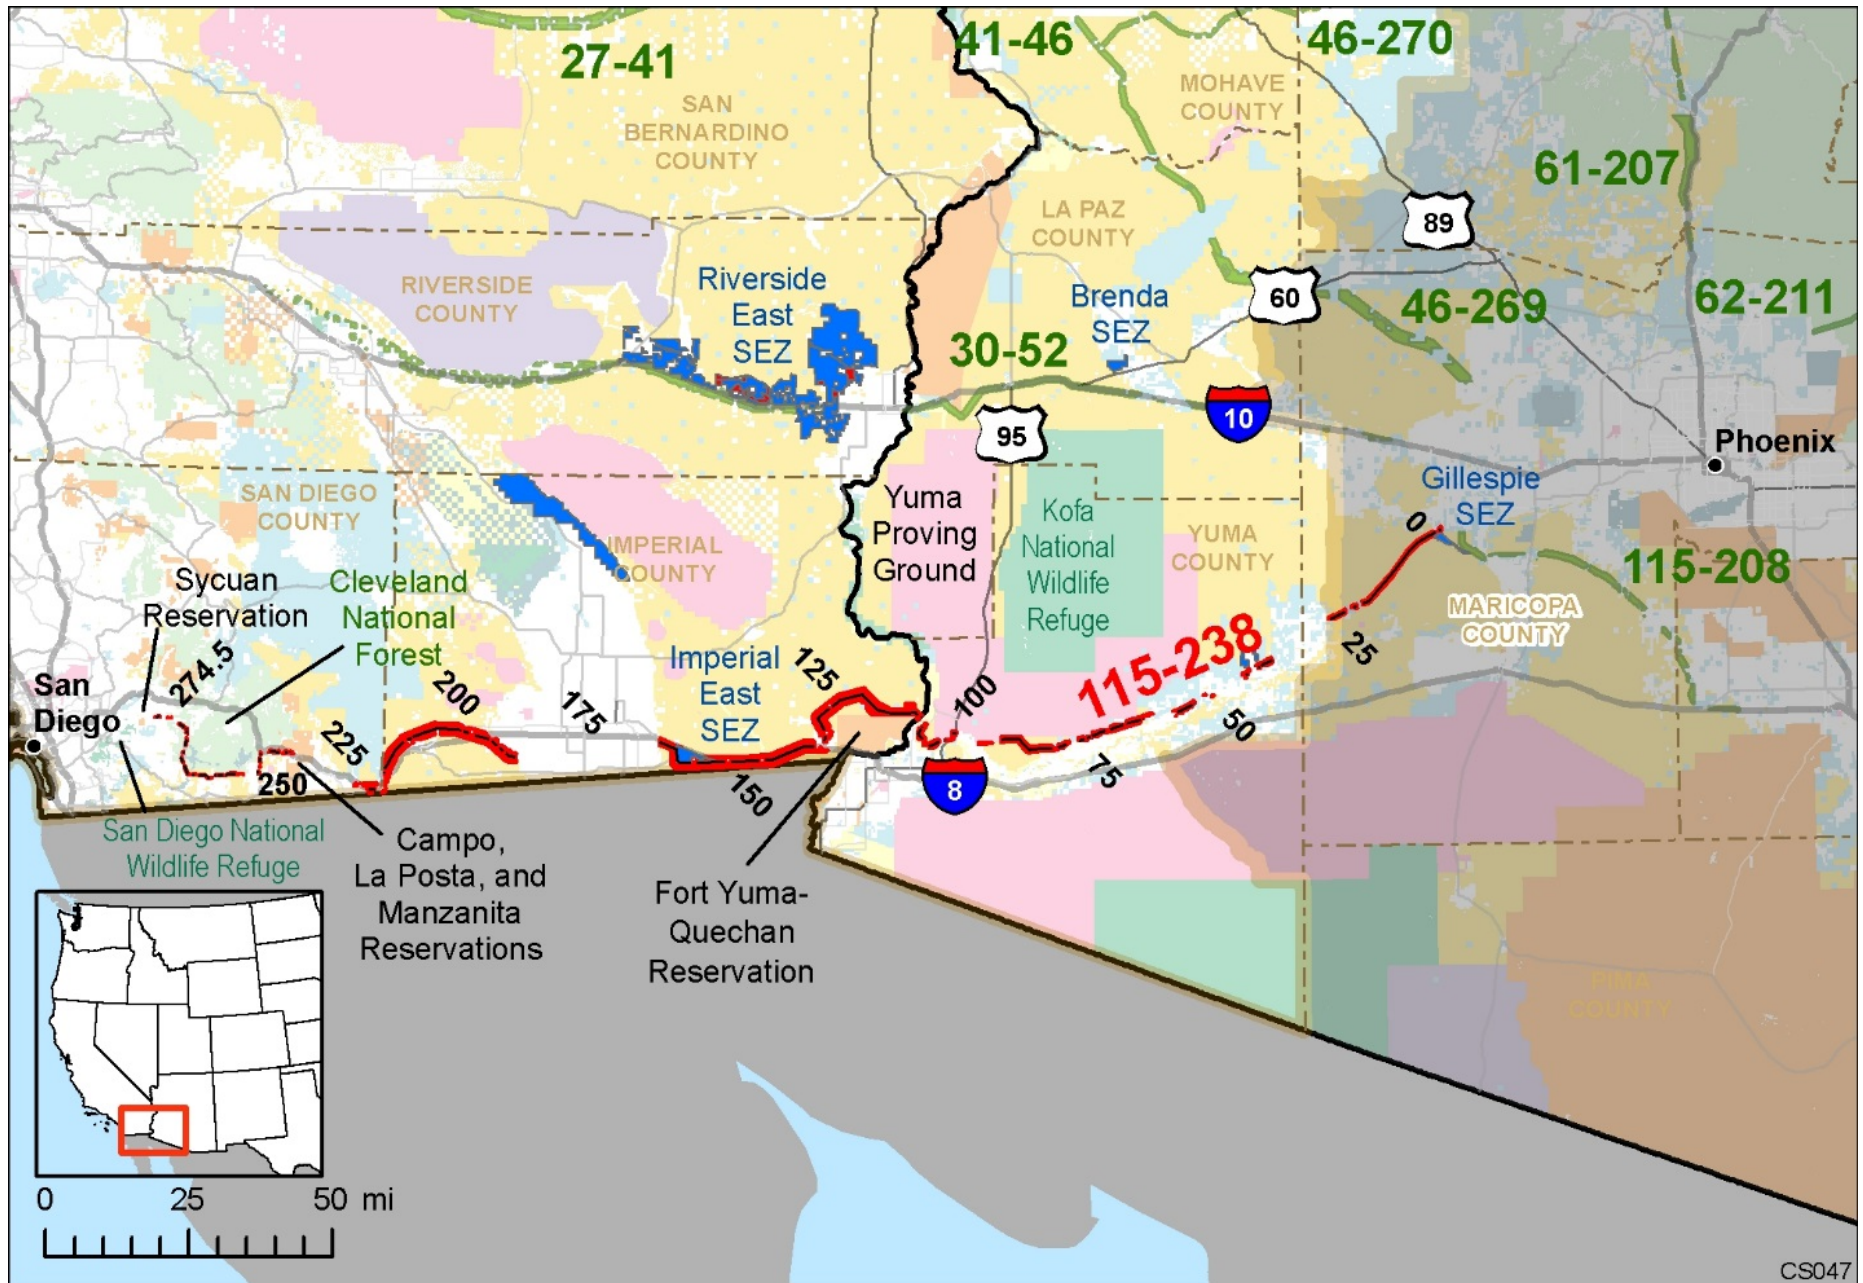 27-41
41-46
46-270
MOHAVE
COUNTY
SAN
BERNARDINO
COUNTY
61-207
89
LA PAZ
COUNTY
RIVERSIDE
COUNTY
Riverside
East
SEZ
Brenda
SEZ
60
46-269
62-211
30-52
10
95
Phoenix
SAN DIEGO
COUNTY
Gillespie
SEZ
Yuma
Proving
Ground
Kofa
National
Wildlife
Refuge
YUMA
COUNTY
IMPERIAL
COUNTY
0
115-208
Sycuan
Reservation
Cleveland
National
Forest
MARICOPA
COUNTY
274.5
200
175
Imperial
East
SEZ
125
100
115-238
25
San
Diego
225
250
150
8
75
50
San Diego National
Wildlife Refuge
Campo,
La Posta, and
Manzanita
Reservations
Fort Yuma-
Quechan
Reservation
PIMA
COUNTY
0 25 50 mi
CS047